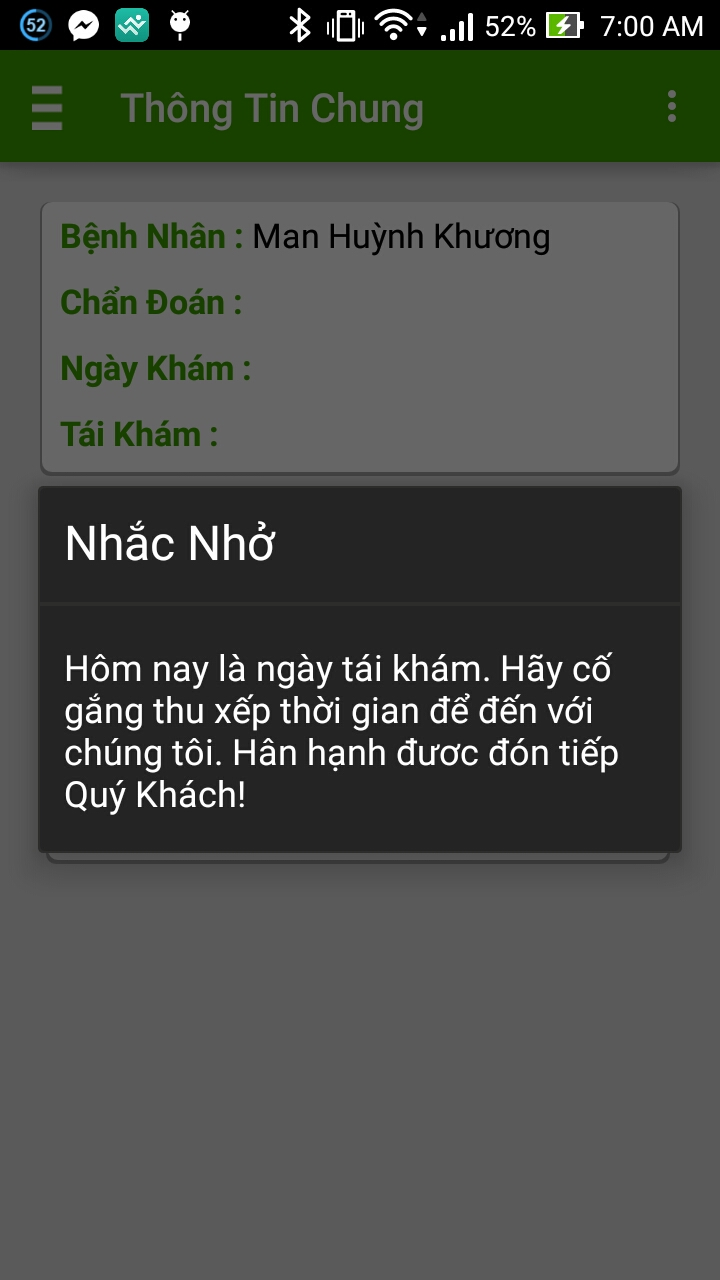 52
52%
7:00 AM
Thông Tin Chung
Bệnh Nhân : Man Huỳnh Khương
Chẩn Đoán :
Ngày Khám :
Tái Khám :
Nhắc Nhở
Hôm nay là ngày tái khám. Hãy cố
gắng thu xếp thời gian để đến với
chúng tôi. Hân hạnh đươc đón tiếp
Quý Khách!